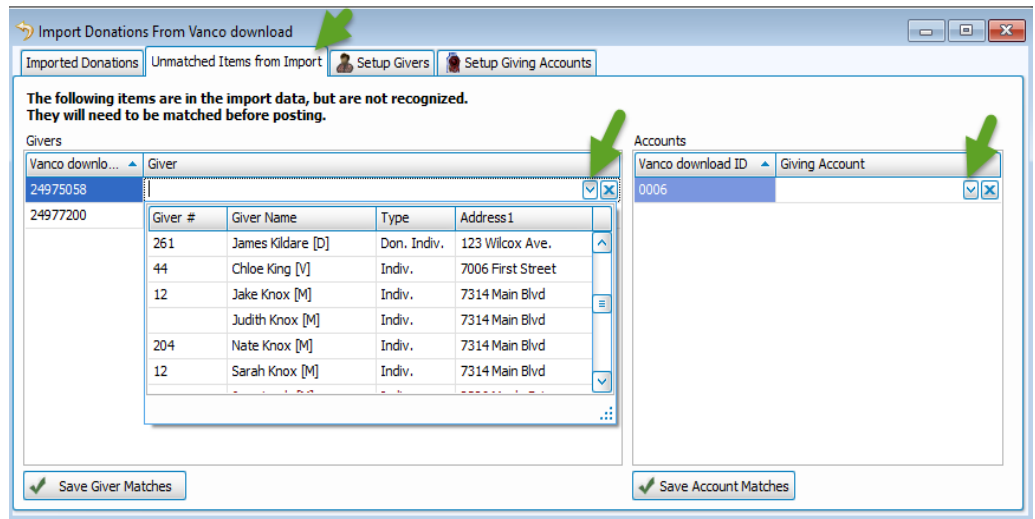 Import Donations From Vanco download
Imported Donations Unmatched Items from Import Setup Givers Setup Giving Accounts
The following items are in the import data, but are not recognized.
They will need to be matched before posting.
Givers Accounts
Vanco downlo... Giver Vanco download ID Giving Account
24975058 0006
24977200 Giver # Giver Name Type Address1
261 James Kildare [D] Don. Indiv. 123 Wilcox Ave.
44 Chloe King [V] Indiv. 7006 First Street
12 Jake Knox [M] Indiv. 7314 Main Blvd
Judith Knox [M] Indiv. 7314 Main Blvd
204 Nate Knox [M] Indiv. 7314 Main Blvd
12 Sarah Knox [M] Indiv. 7314 Main Blvd
Save Giver Matches Save Account Matches